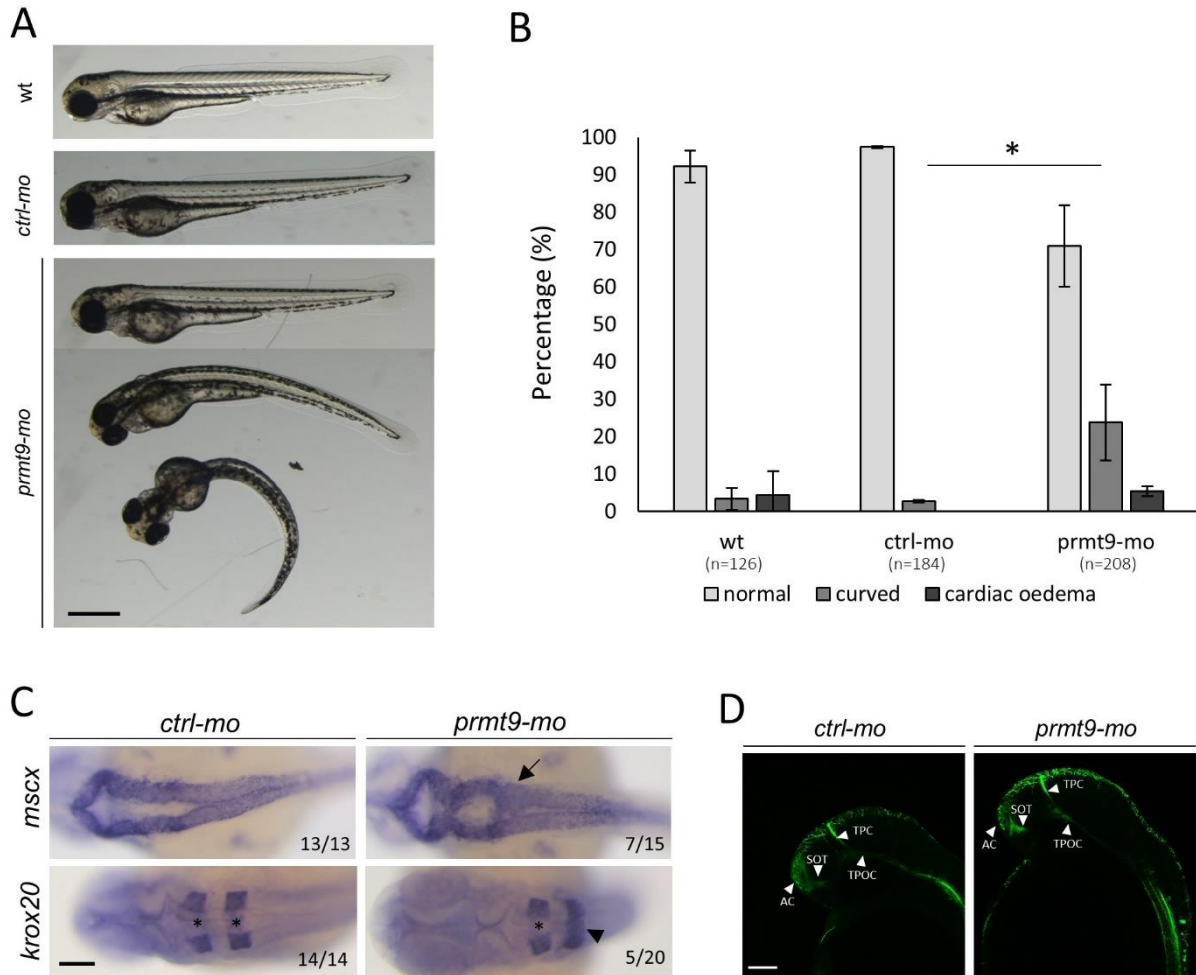 A
wt
ctrl-mo
prmt9-mo
B
Percentage (%)
100
90
80
70
60
50
40
30
20
10
0
*
wt
(n=126)
ctrl-mo
(n=184)
prmt9-mo
(n=208)
normal curved cardiac oedema
C
ctrl-mo prmt9-mo
mscx
13/13 7/15
krox20
* * *
14/14 5/20
D
ctrl-mo prmt9-mo
TPC
SOT
AC
TPOC
TPC
SOT
AC
TPOC